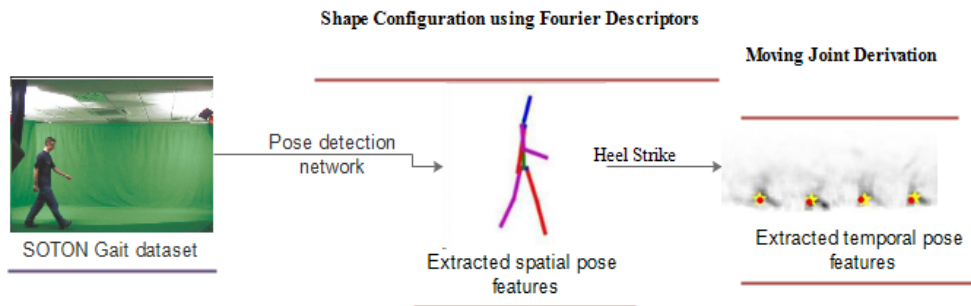 Shape Configuration using Fourier Descriptors
Moving Joint Derivation
Pose detection
network
Heel Strike
SOTON Gait dataset
Extracted spatial pose
features
Extracted temporal pose
features